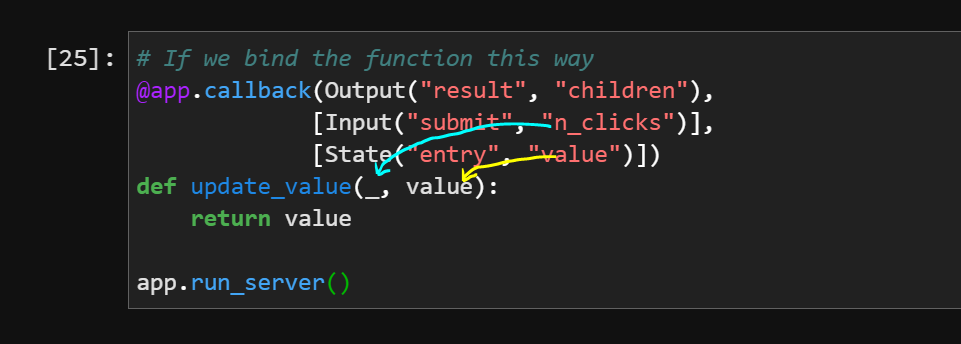 [25]: # If we bind the function this way
@app.callback(Output("result", "children"),
[Input("submit", "n_clicks")],
[State("entry", "value")])
def update_value(_, value):
return value
app.run_server()